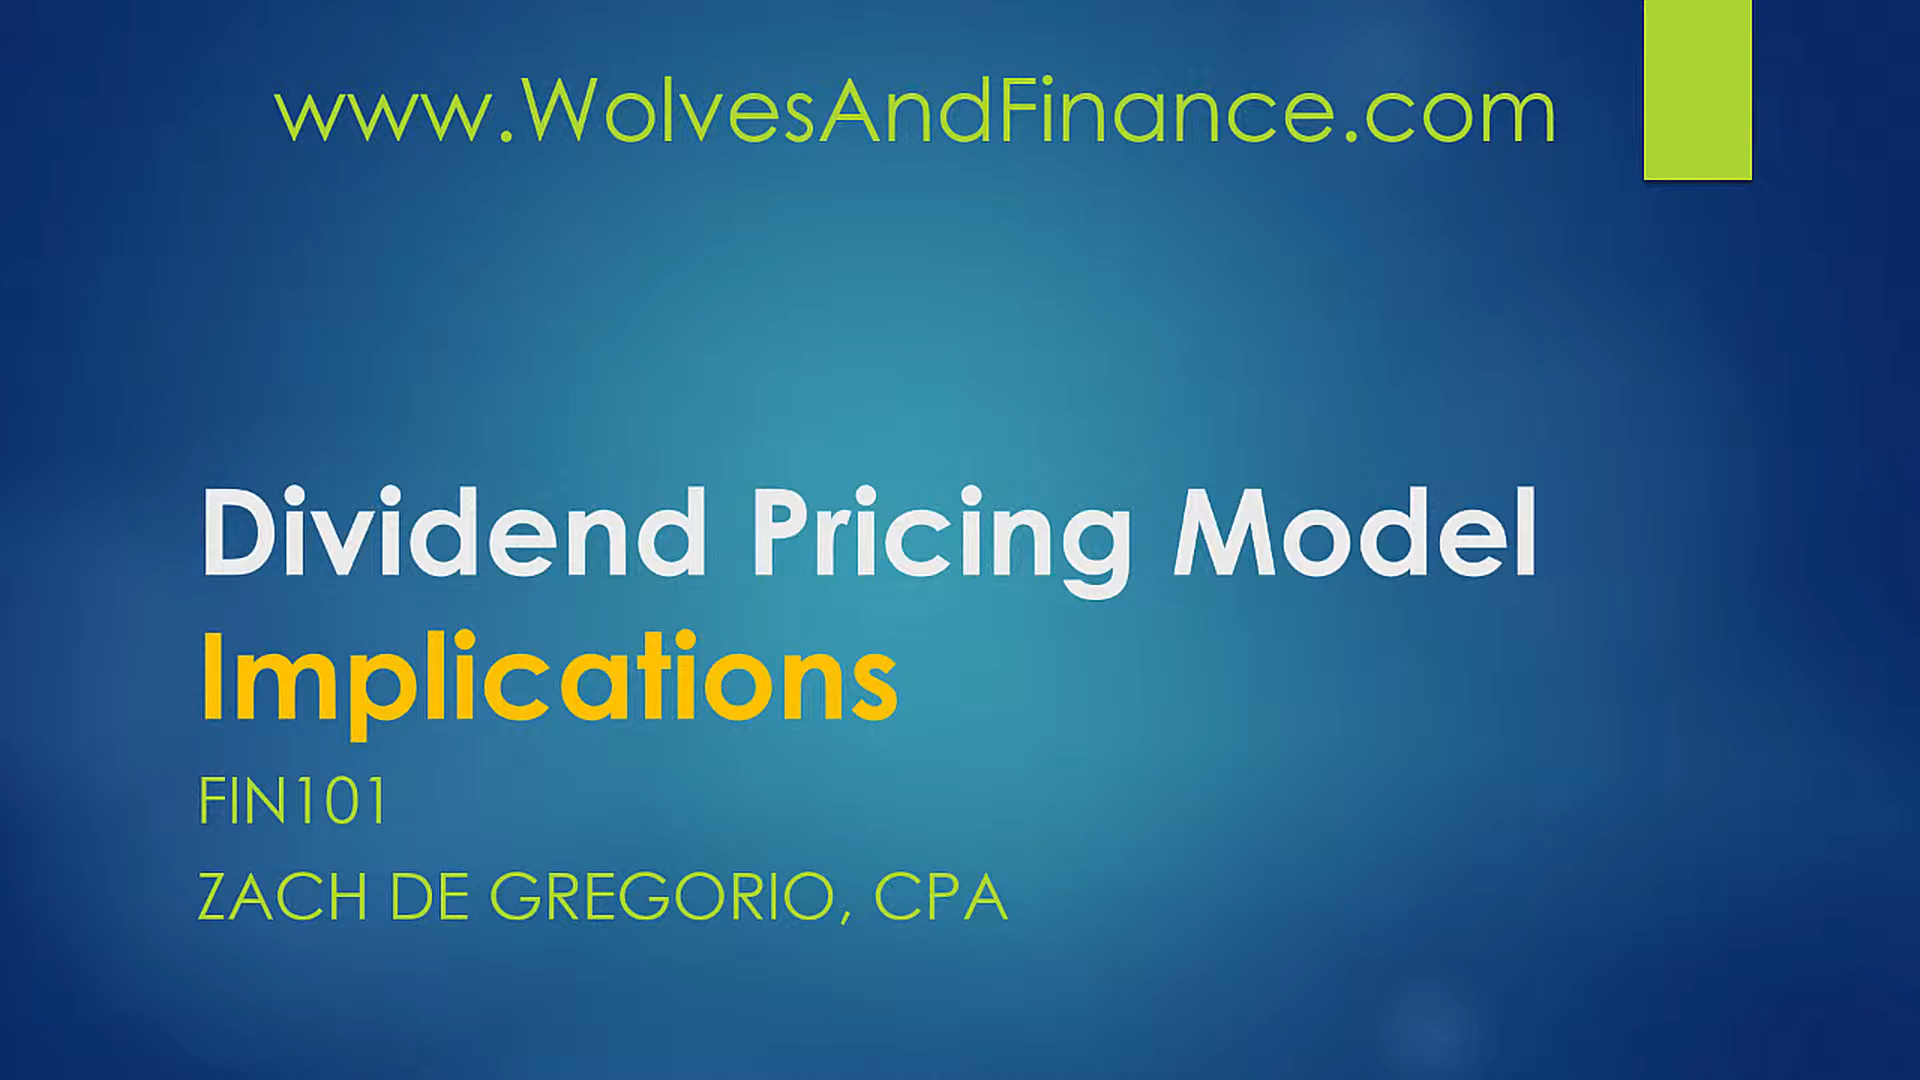 www.WolvesAndFinance.com
Dividend Pricing Model
Implications
FIN101
ZACH DE GREGORIO, CPA